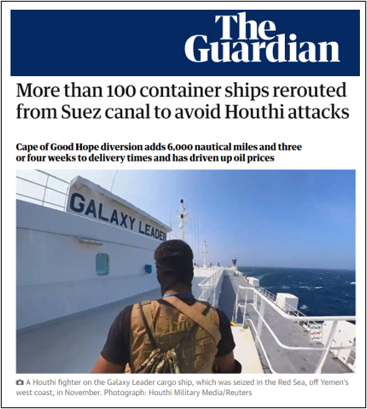 The
Guardian
More than 100 container ships rerouted
from Suez canal to avoid Houthi attacks
Cape of Good Hope diversion adds 6,000 nautical miles and three
or four weeks to delivery times and has driven up oil prices
GALAXY LEADER
A Houthi fighter on the Galaxy Leader cargo ship, which was seized in the Red Sea, off Yemen's
west coast, in November. Photograph: Houthi Military Media/Reuters